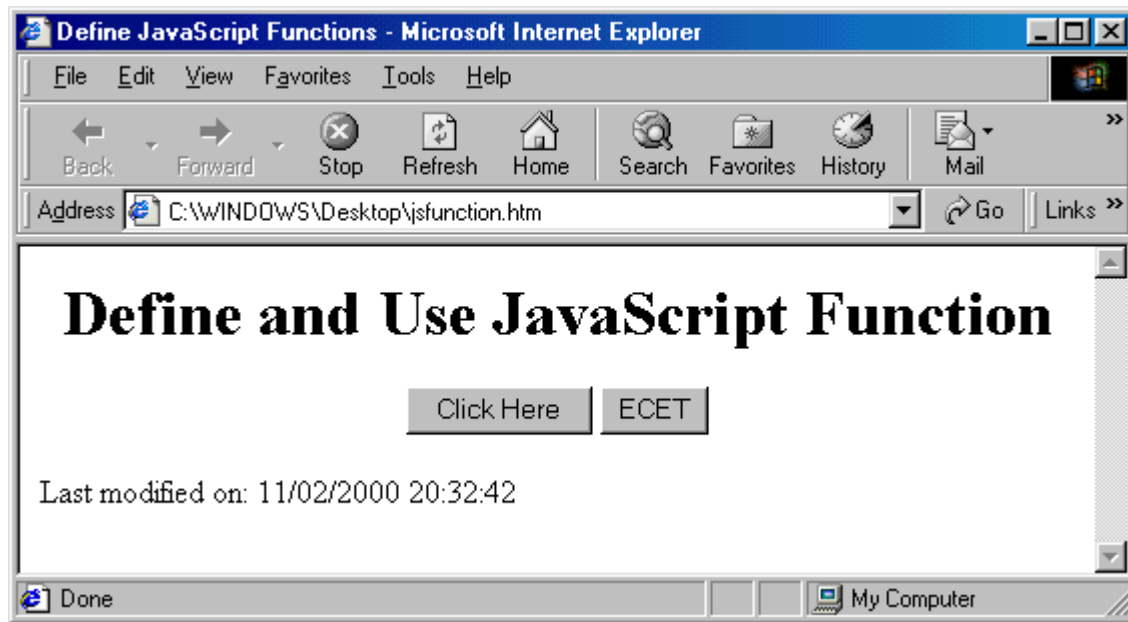 Define JavaScript Functions - Microsoft Internet Explorer
File Edit View Favorites Tools Help
Back Forward Stop Refresh Home Search Favorites History Mail »
Address C:\WINDOWS\Desktop\jsfunction.htm Go Links »
Define and Use JavaScript Function
Click Here ECET
Last modified on: 11/02/2000 20:32:42
Done My Computer